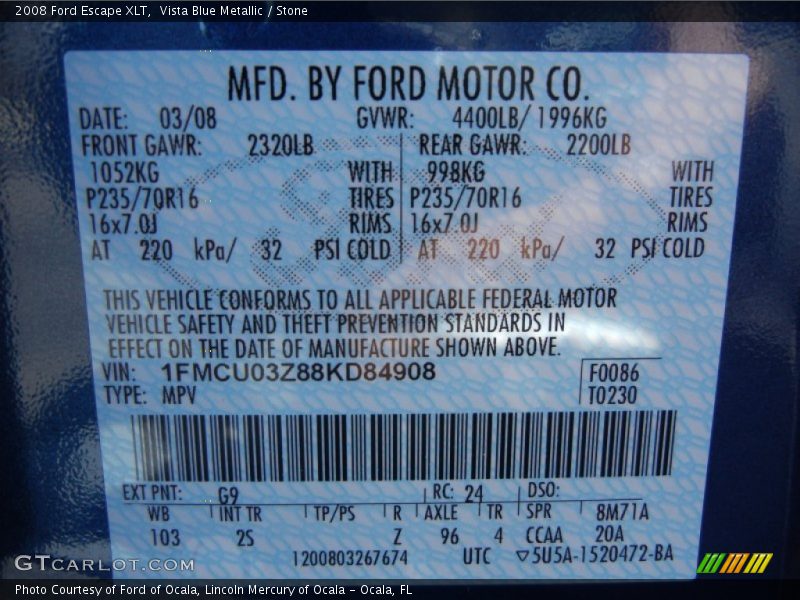 2008 Ford Escape XLT, Vista Blue Metallic / Stone
MFD. BY FORD MOTOR CO.
DATE: 03/08 GVWR: 4400LB/ 1996KG
FRONT GAWR: 2320LB REAR GAWR: 2200LB
1052KG WITH 998KG WITH
P235/70R16 TIRES P235/70R16 TIRES
16x7.0J RIMS 16x7.0J RIMS
AT 220 kPa/ 32 PSI COLD AT 220 kPa/ 32 PSI COLD
THIS VEHICLE CONFORMS TO ALL APPLICABLE FEDERAL MOTOR
VEHICLE SAFETY AND THEFT PREVENTION STANDARDS IN
EFFECT ON THE DATE OF MANUFACTURE SHOWN ABOVE.
VIN: 1FMCU03Z88KD84908 F0086
TYPE: MPV T0230
EXT PNT: G9 RC: 24 DSO:
WB INT TR TP/PS R AXLE TR SPR 8M71A
103 2S Z 96 4 CCAA 20A
1200803267674 UTC ▽5U5A-1520472-BA
GTCARLOT.COM
Photo Courtesy of Ford of Ocala, Lincoln Mercury of Ocala - Ocala, FL